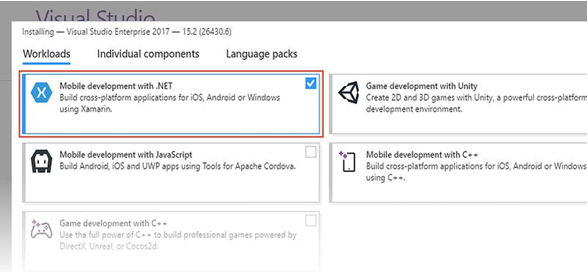 Visual Studio
Installing — Visual Studio Enterprise 2017 — 15.2 (26430.6)
Workloads Individual components Language packs
Mobile development with .NET
Build cross-platform applications for iOS, Android or Windows
using Xamarin.
Game development with Unity
Create 2D and 3D games with Unity, a powerful cross-platform
development environment.
Mobile development with JavaScript
Build Android, iOS and UWP apps using Tools for Apache Cordova.
Mobile development with C++
Build cross-platform applications for iOS, Android or Windows
using C++.
Game development with C++
Use the full power of C++ to build professional games powered by
DirectX, Unreal, or Cocos2d.